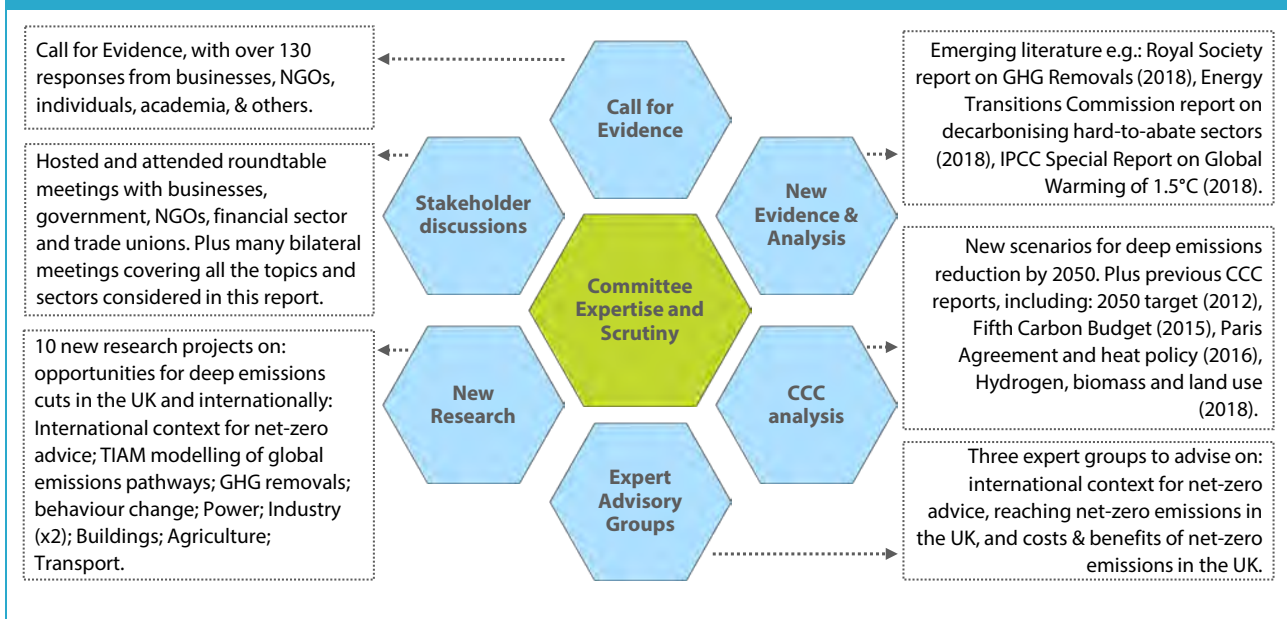 Call for Evidence, with over 130
responses from businesses, NGOs,
individuals, academia, & others.
Hosted and attended roundtable
meetings with businesses,
government, NGOs, financial sector
and trade unions. Plus many bilateral
meetings covering all the topics and
sectors considered in this report.
10 new research projects on:
opportunities for deep emissions
cuts in the UK and internationally:
International context for net-zero
advice; TIAM modelling of global
emissions pathways; GHG removals;
behaviour change; Power; Industry
(x2); Buildings; Agriculture;
Transport.
Call for
Evidence
Stakeholder
discussions
New
Evidence &
Analysis
Committee
Expertise and
Scrutiny
New
Research
CCC
analysis
Expert
Advisory
Groups
Emerging literature e.g.: Royal Society
report on GHG Removals (2018), Energy
Transitions Commission report on
decarbonising hard-to-abate sectors
(2018), IPCC Special Report on Global
Warming of 1.5°C (2018).
New scenarios for deep emissions
reduction by 2050. Plus previous CCC
reports, including: 2050 target (2012),
Fifth Carbon Budget (2015), Paris
Agreement and heat policy (2016),
Hydrogen, biomass and land use
(2018).
Three expert groups to advise on:
international context for net-zero
advice, reaching net-zero emissions in
the UK, and costs & benefits of net-zero
emissions in the UK.